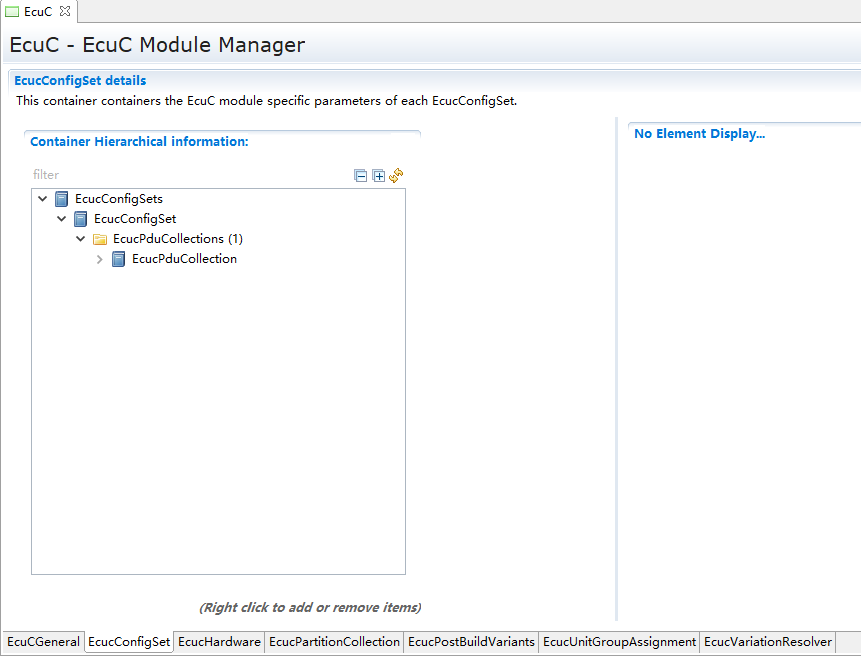 EcuC
EcuC - EcuC Module Manager
EcucConfigSet details
This container containers the EcuC module specific parameters of each EcucConfigSet.
Container Hierarchical information:
No Element Display...
filter
EcucConfigSets
EcucConfigSet
EcucPduCollections (1)
EcucPduCollection
(Right click to add or remove items)
EcuCGeneral EcucConfigSet EcucHardware EcucPartitionCollection EcucPostBuildVariants EcucUnitGroupAssignment EcucVariationResolver